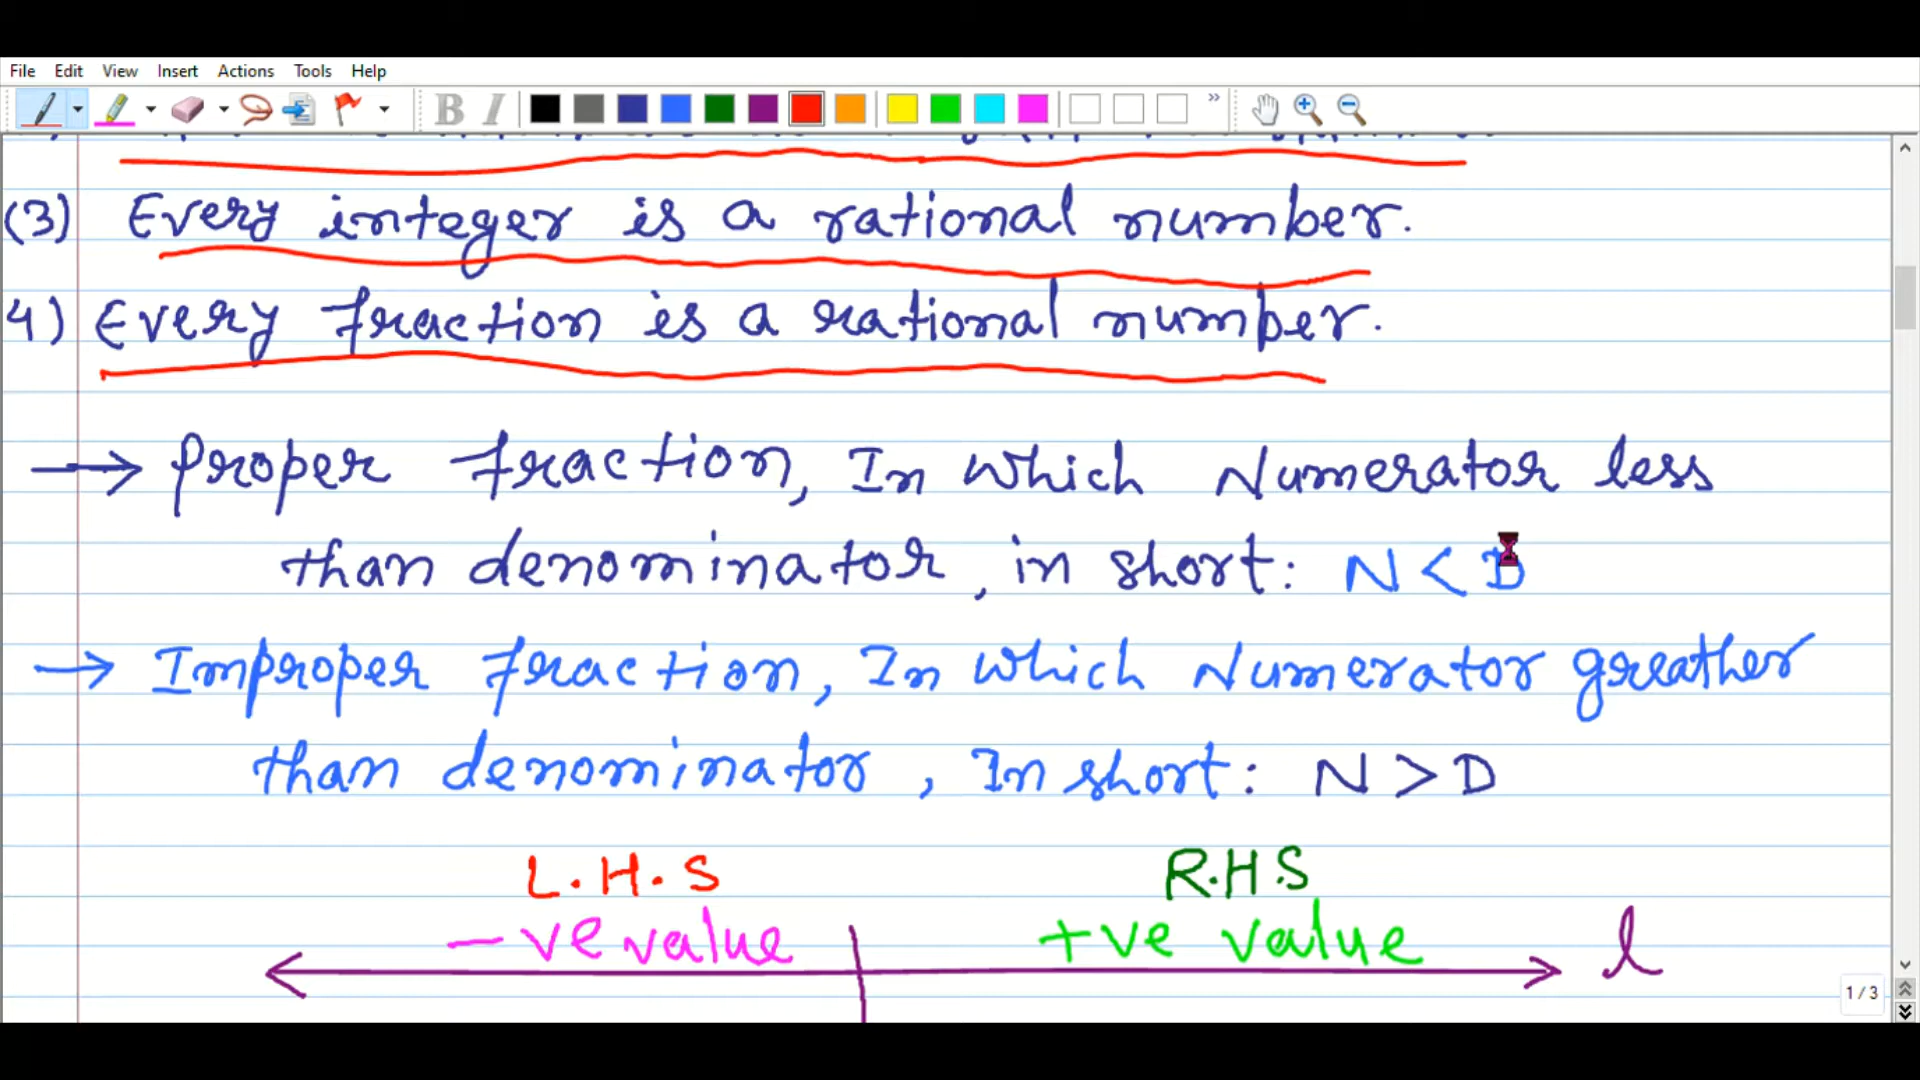 File Edit View Insert Actions Tools Help
B I
(3) Every integer is a rational number.
4) Every fraction is a rational number.
→ Proper fraction, In which Numerator less
than denominator, in short: N < D
→ Improper fraction, In which Numerator greather
than denominator, In short: N > D
L.H.S R.H.S
-ve value +ve value l
1 / 3